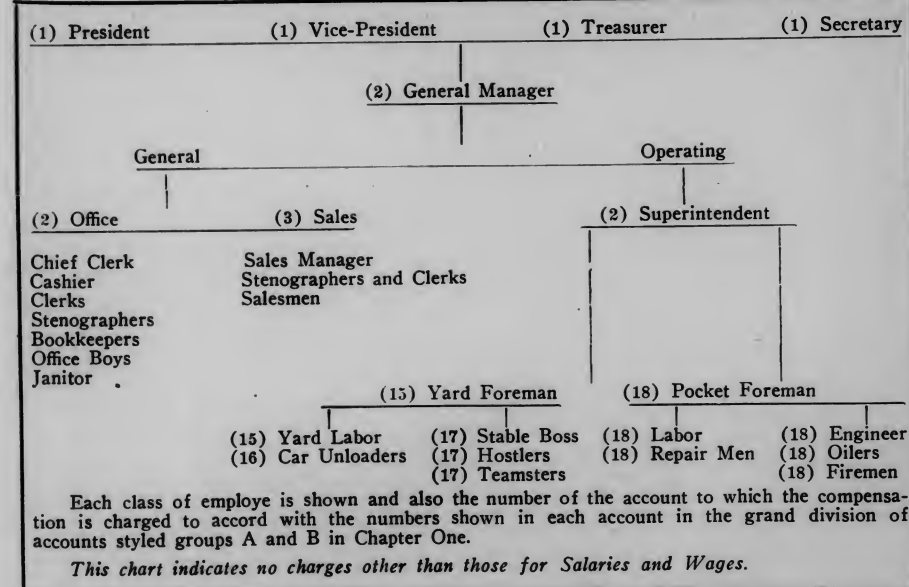 (1) President (1) Vice-President (1) Treasurer (1) Secretary
(2) General Manager
General Operating
(2) Office (3) Sales (2) Superintendent
Chief Clerk Sales Manager
Cashier Stenographers and Clerks
Clerks Salesmen
Stenographers
Bookkeepers
Office Boys
Janitor
(15) Yard Foreman (18) Pocket Foreman
(15) Yard Labor (17) Stable Boss (18) Labor (18) Engineer
(16) Car Unloaders (17) Hostlers (18) Repair Men (18) Oilers
(17) Teamsters (18) Firemen
Each class of employe is shown and also the number of the account to which the compensa-
tion is charged to accord with the numbers shown in each account in the grand division of
accounts styled groups A and B in Chapter One.
This chart indicates no charges other than those for Salaries and Wages.